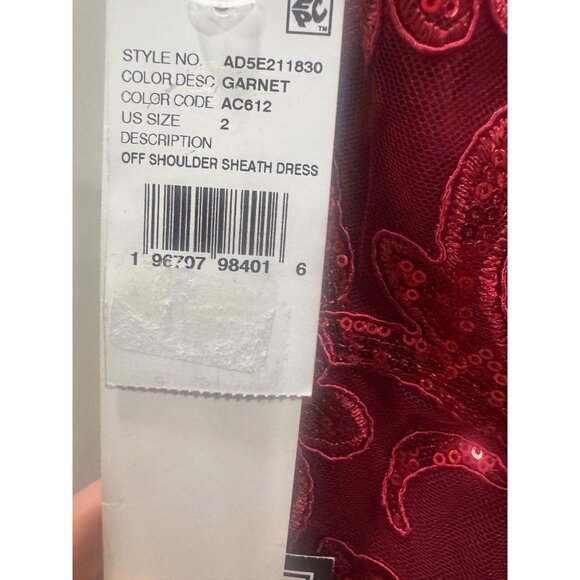 EPC
TM
STYLE NO. AD5E211830
COLOR DESC GARNET
COLOR CODE AC612
US SIZE 2
DESCRIPTION
OFF SHOULDER SHEATH DRESS
1 96707 98401 6